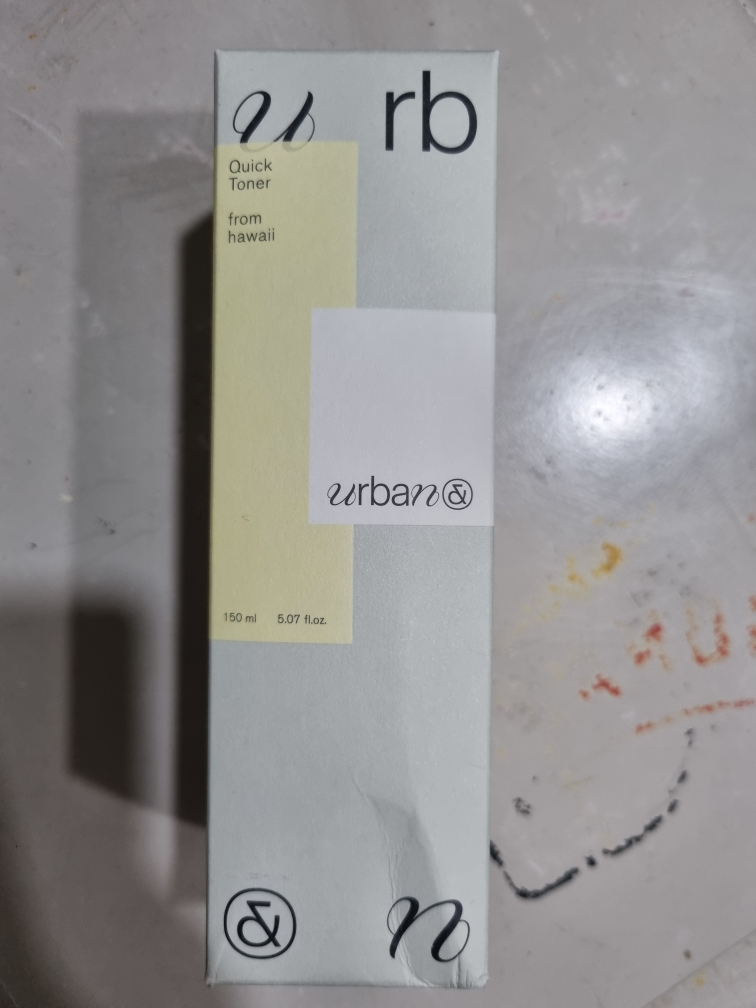 u rb
Quick
Toner
from
hawaii
urban&
150 ml 5.07 fl.oz.
& n